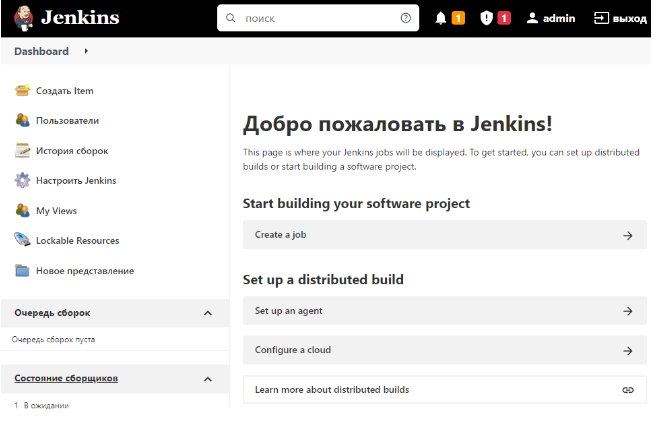 Jenkins
поиск
1
1
admin
выход
Dashboard
Создать Item
Пользователи
История сборок
Настроить Jenkins
My Views
Lockable Resources
Новое представление
Очередь сборок
Очередь сборок пуста
Состояние сборщиков
1 В ожидании
Добро пожаловать в Jenkins!
This page is where your Jenkins jobs will be displayed. To get started, you can set up distributed
builds or start building a software project.
Start building your software project
Create a job
Set up a distributed build
Set up an agent
Configure a cloud
Learn more about distributed builds